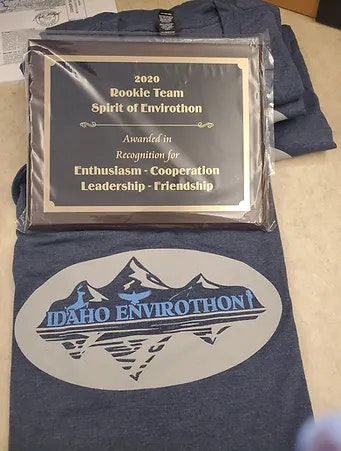 2020
Rookie Team
Spirit of Envirothon
Awarded in
Recognition for
Enthusiasm - Cooperation
Leadership - Friendship
IDAHO ENVIROTHON